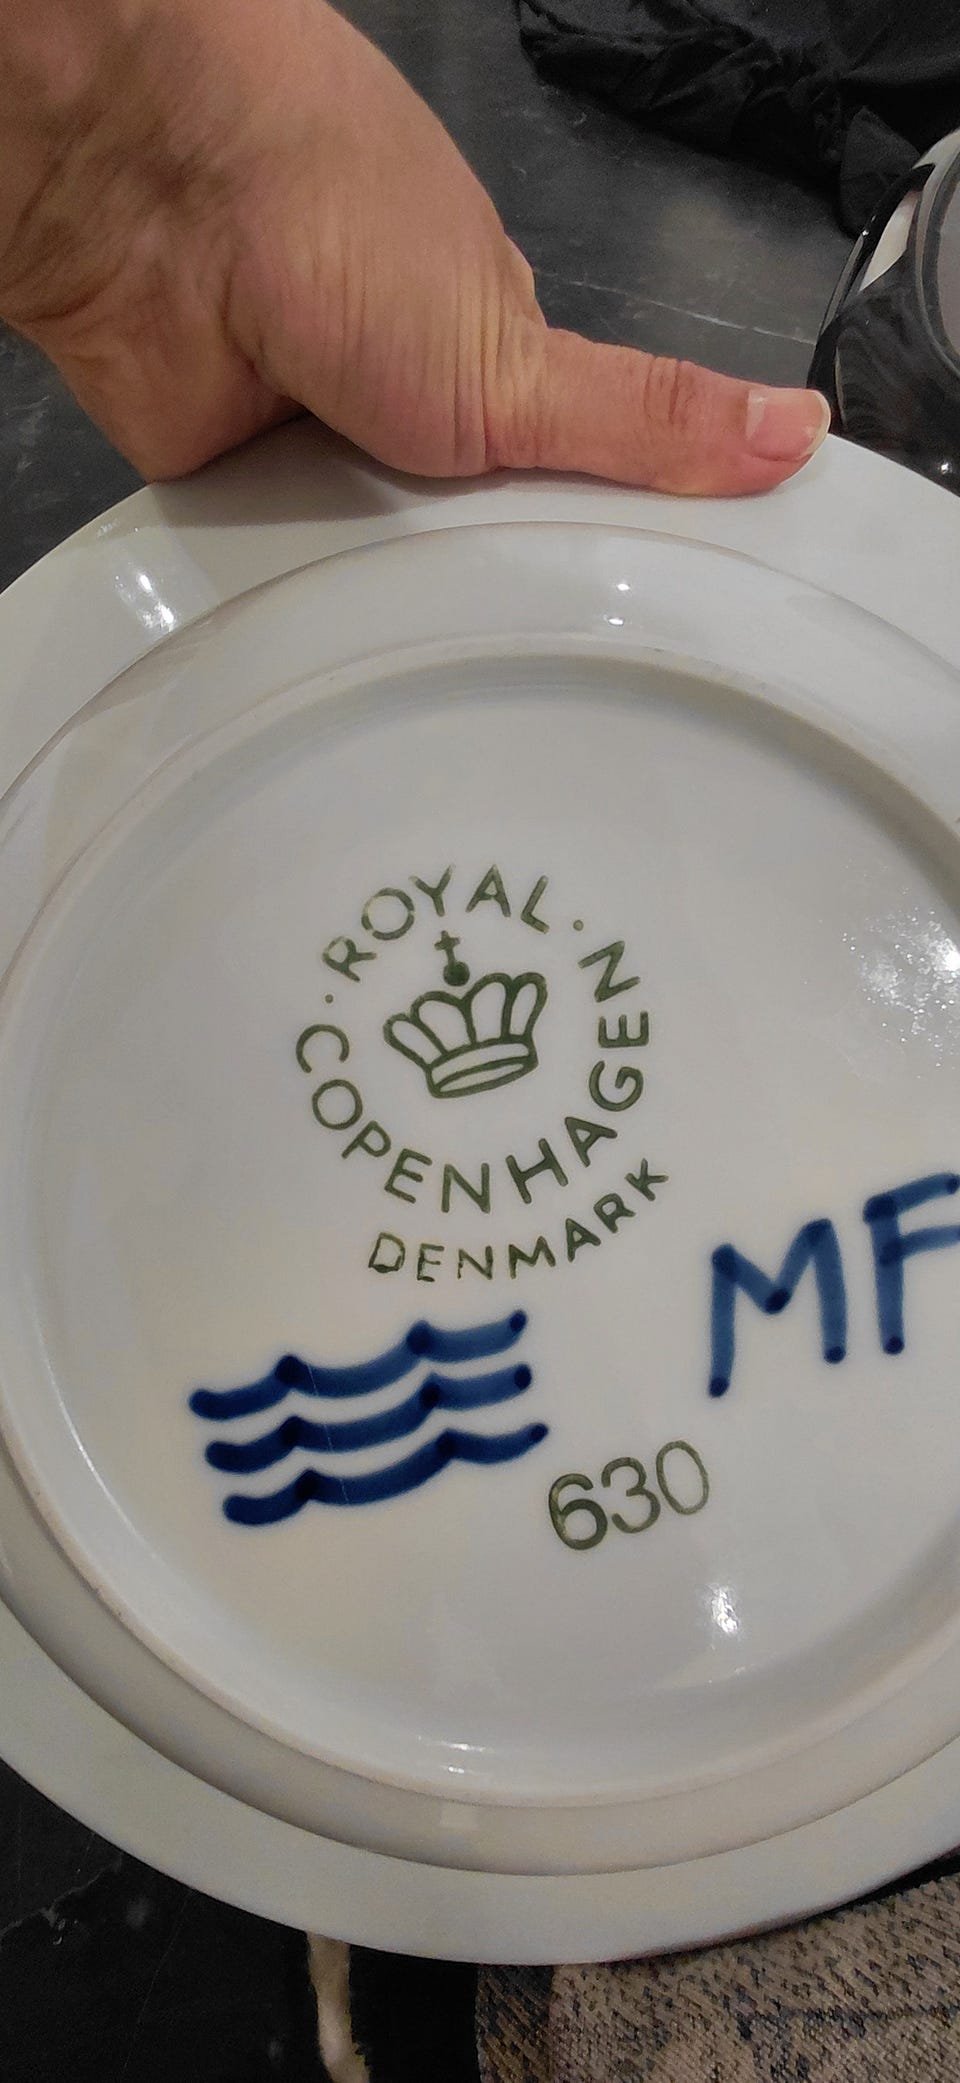 ROYAL
COPENHAGEN
DENMARK
MF
630